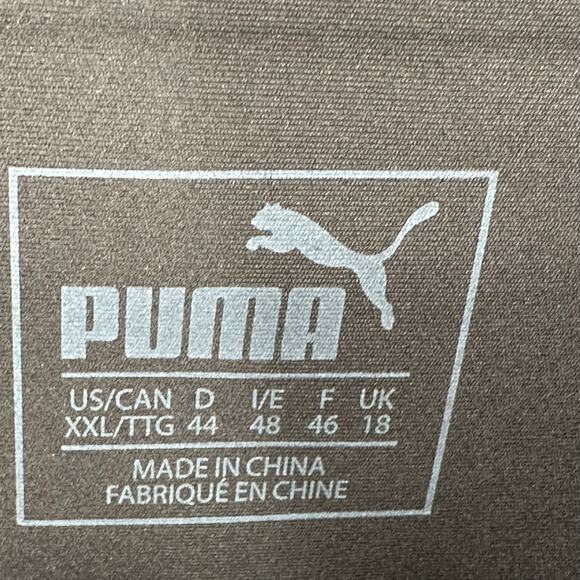 PUMA
US/CAN D I/E F UK
XXL/TTG 44 48 46 18
MADE IN CHINA
FABRIQUÉ EN CHINE